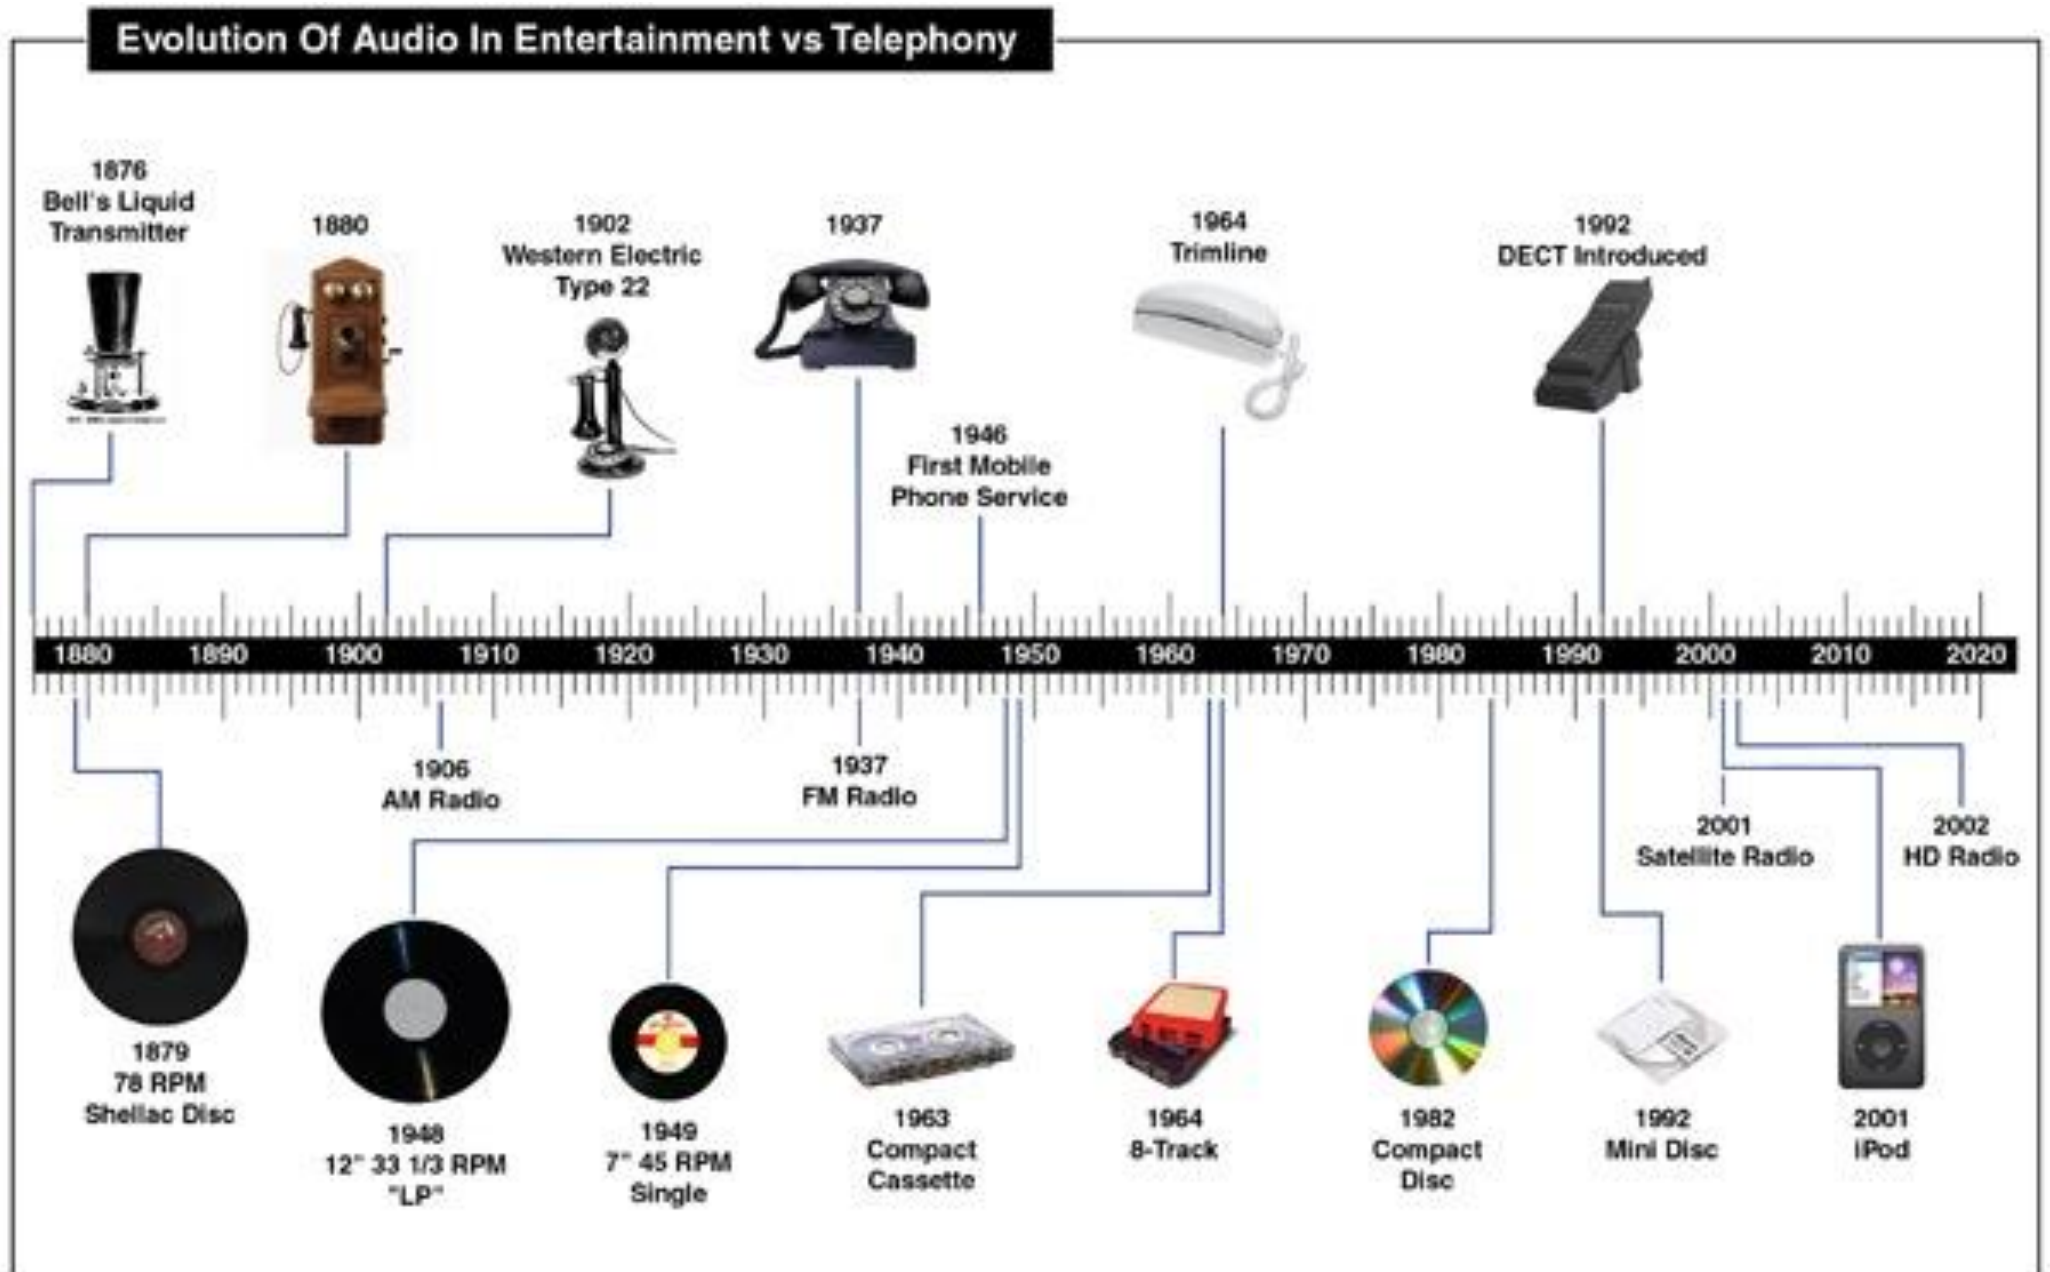 Evolution Of Audio In Entertainment vs Telephony
1876
Bell's Liquid
Transmitter
1880
1902
Western Electric
Type 22
1937
1946
First Mobile
Phone Service
1964
Trimline
1992
DECT Introduced
1880 1890 1900 1910 1920 1930 1940 1950 1960 1970 1980 1990 2000 2010 2020
1906
AM Radio
1937
FM Radio
2001
Satellite Radio
2002
HD Radio
1879
78 RPM
Shellac Disc
1948
12" 33 1/3 RPM
"LP"
1949
7" 45 RPM
Single
1963
Compact
Cassette
1964
8-Track
1982
Compact
Disc
1992
Mini Disc
2001
iPod